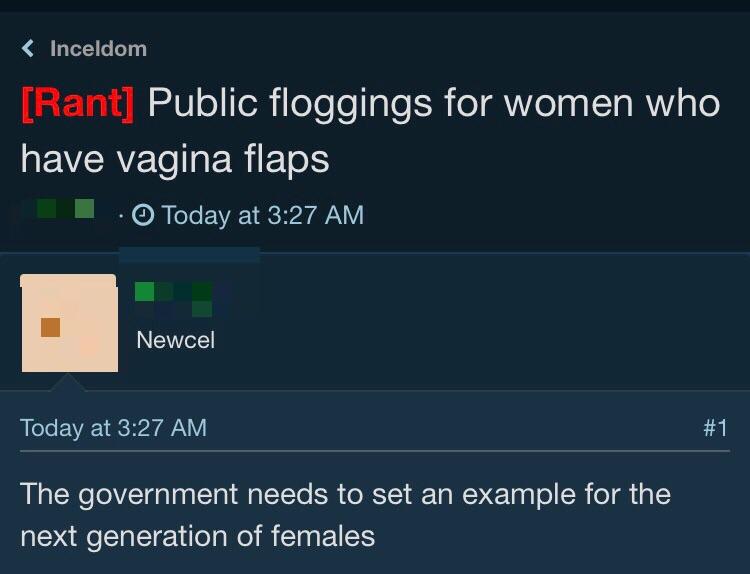 Inceldom
[Rant] Public floggings for women who
have vagina flaps
· Today at 3:27 AM
Newcel
Today at 3:27 AM
#1
The government needs to set an example for the
next generation of females